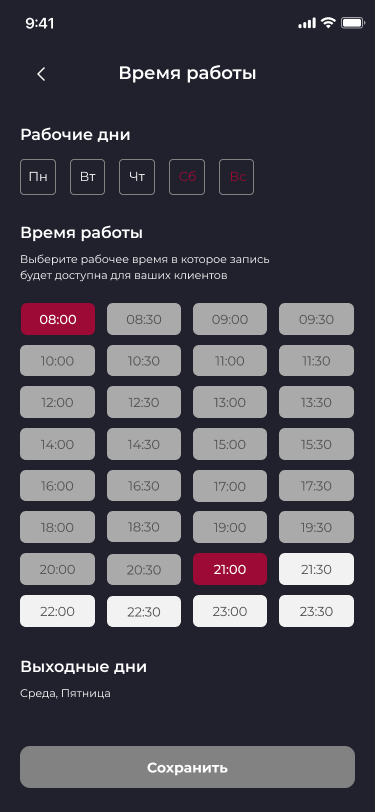 9:41
Время работы
Рабочие дни
Пн Вт Чт Сб Вс
Время работы
Выберите рабочее время в которое запись
будет доступна для ваших клиентов
08:00 08:30 09:00 09:30
10:00 10:30 11:00 11:30
12:00 12:30 13:00 13:30
14:00 14:30 15:00 15:30
16:00 16:30 17:00 17:30
18:00 18:30 19:00 19:30
20:00 20:30 21:00 21:30
22:00 22:30 23:00 23:30
Выходные дни
Среда, Пятница
Сохранить